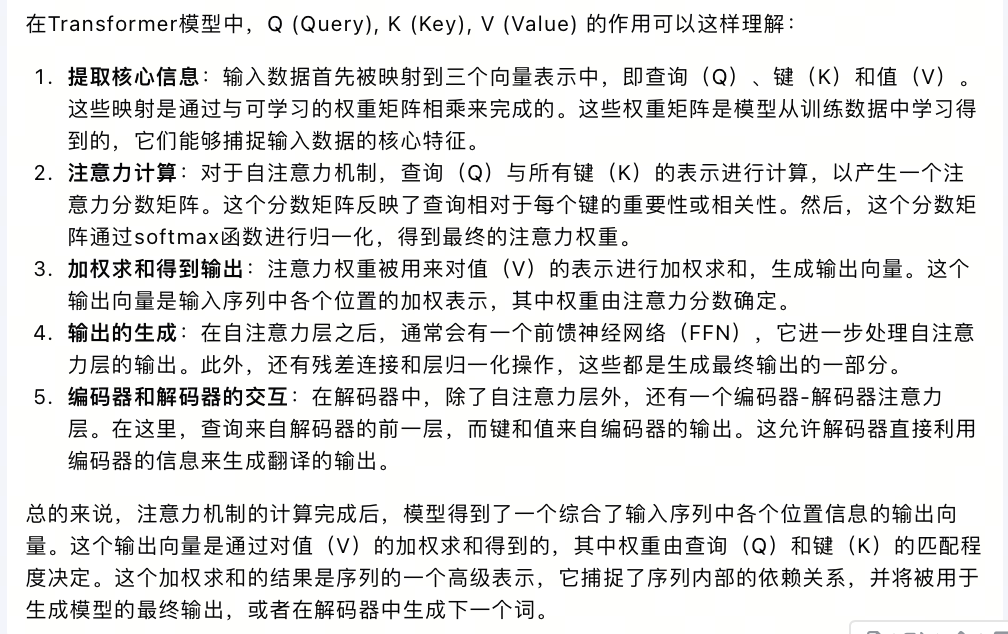 在Transformer模型中，Q (Query), K (Key), V (Value) 的作用可以这样理解：
1. 提取核心信息：输入数据首先被映射到三个向量表示中，即查询（Q）、键（K）和值（V）。
这些映射是通过与可学习的权重矩阵相乘来完成的。这些权重矩阵是模型从训练数据中学习得
到的，它们能够捕捉输入数据的核心特征。
2. 注意力计算：对于自注意力机制，查询（Q）与所有键（K）的表示进行计算，以产生一个注
意力分数矩阵。这个分数矩阵反映了查询相对于每个键的重要性或相关性。然后，这个分数矩
阵通过softmax函数进行归一化，得到最终的注意力权重。
3. 加权求和得到输出：注意力权重被用来对值（V）的表示进行加权求和，生成输出向量。这个
输出向量是输入序列中各个位置的加权表示，其中权重由注意力分数确定。
4. 输出的生成：在自注意力层之后，通常会有一个前馈神经网络（FFN），它进一步处理自注意
力层的输出。此外，还有残差连接和层归一化操作，这些都是生成最终输出的一部分。
5. 编码器和解码器的交互：在解码器中，除了自注意力层外，还有一个编码器-解码器注意力
层。在这里，查询来自解码器的前一层，而键和值来自编码器的输出。这允许解码器直接利用
编码器的信息来生成翻译的输出。
总的来说，注意力机制的计算完成后，模型得到了一个综合了输入序列中各个位置信息的输出向
量。这个输出向量是通过对值（V）的加权求和得到的，其中权重由查询（Q）和键（K）的匹配程
度决定。这个加权求和的结果是序列的一个高级表示，它捕捉了序列内部的依赖关系，并将被用于
生成模型的最终输出，或者在解码器中生成下一个词。